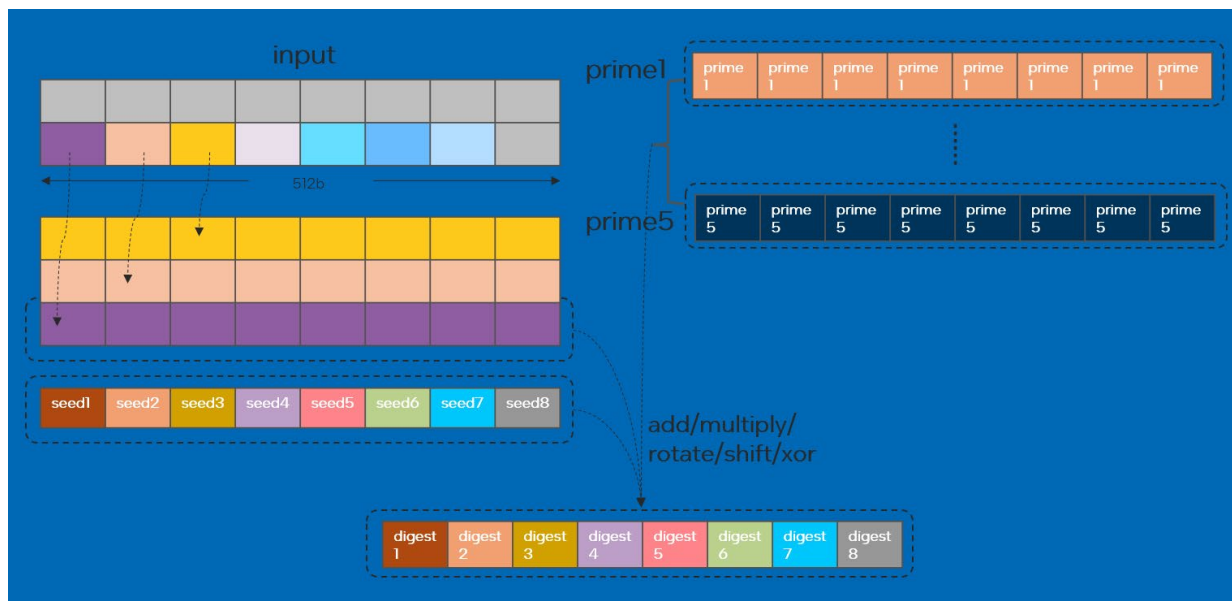 input
512b
prime1
prime
1
prime
1
prime
1
prime
1
prime
1
prime
1
prime
1
prime
1
prime5
prime
5
prime
5
prime
5
prime
5
prime
5
prime
5
prime
5
prime
5
seed1
seed2
seed3
seed4
seed5
seed6
seed7
seed8
add/multiply/
rotate/shift/xor
digest
1
digest
2
digest
3
digest
4
digest
5
digest
6
digest
7
digest
8